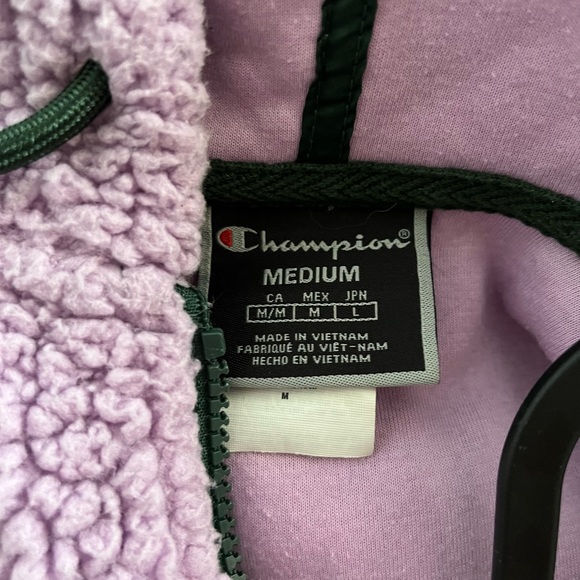 Champion®
MEDIUM
CA MEX JPN
M/M M L
MADE IN VIETNAM
FABRIQUÉ AU VIÊT-NAM
HECHO EN VIETNAM
M